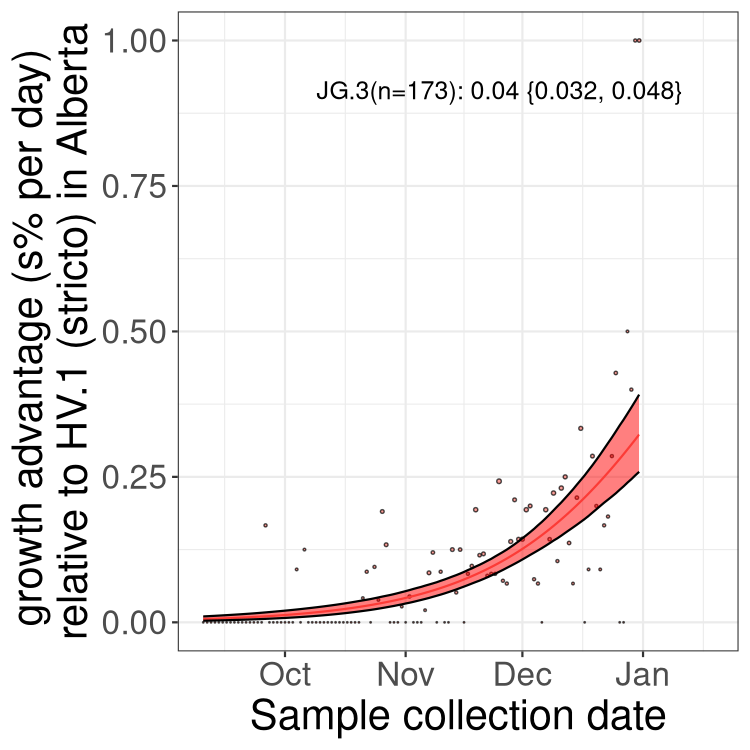 growth advantage (s% per day)
relative to HV.1 (stricto) in Alberta
1.00
JG.3(n=173): 0.04 {0.032, 0.048}
0.75
0.50
0.25
0.00
Oct Nov Dec Jan
Sample collection date